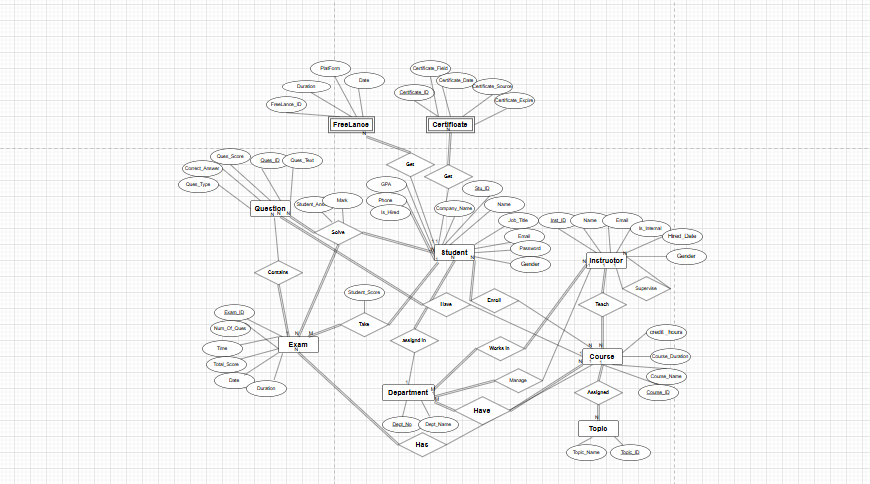 PlatForm
Duration
Date
FreeLance_ID
FreeLance
N
Certificate_Field
Certificate_Date
Certificate_Source
Certificate_ID
Certificate_Expire
Certificate
N
Get
Get
Ques_Score
Ques_ID
Ques_Text
Correct_Answer
Ques_Type
Question
N
N
N
Mark
Solve
GPA
Phone
Is_Hired
Stu_ID
Company_Name
Name
Job_Title
Email
Password
Gender
Student
N
N
Inst_ID
Name
Email
is_Internal
Hired_Date
Gender
Instructor
N
N
Supervise
Contains
Student_Score
Take
Have
Enroll
Teach
Exam_ID
Num_Of_Ques
Time
Total_Score
Date
Duration
Exam
N
M
N
assignd in
Works in
Manage
N
N
Course
N
credit_hours
Course_Duration
Course_Name
Course_ID
Department
M
Have
Assigned
Dept_No
Dept_Name
Has
N
Topic
Topic_Name
Topic_ID